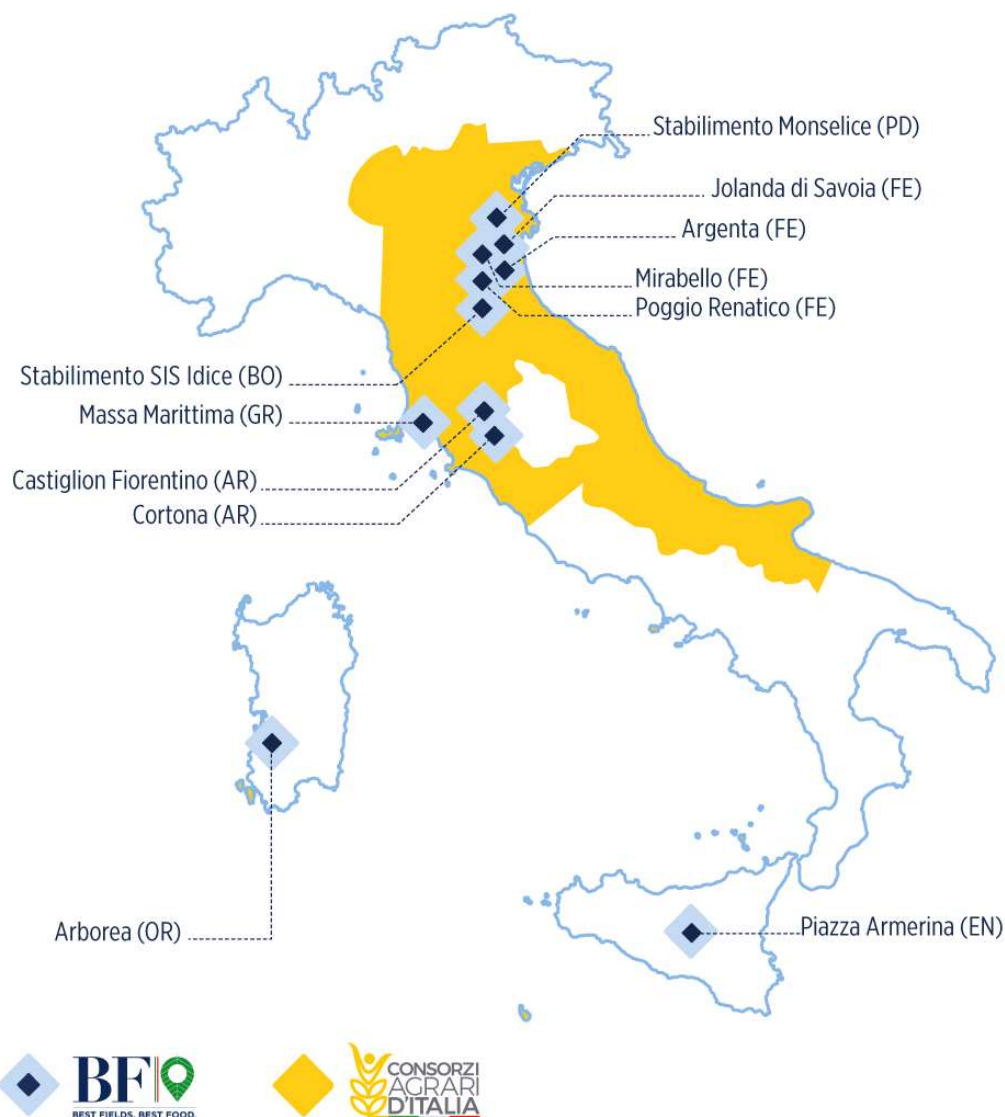 Stabilimento Monselice (PD)
Jolanda di Savoia (FE)
Argenta (FE)
Mirabello (FE)
Poggio Renatico (FE)
Stabilimento SIS Idice (BO)
Massa Marittima (GR)
Castiglion Fiorentino (AR)
Cortona (AR)
Arborea (OR)
Piazza Armerina (EN)
BF
BEST FIELDS. BEST FOOD.
CONSORZI
AGRARI
D'ITALIA